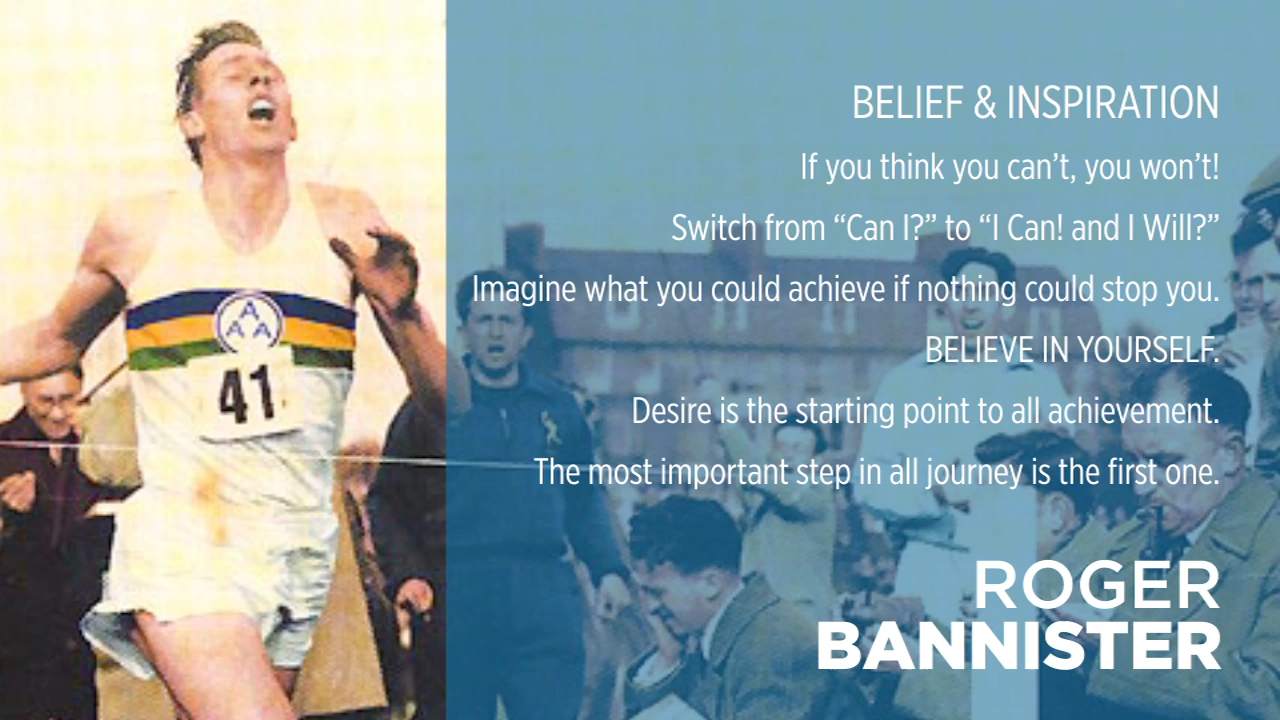 BELIEF & INSPIRATION
If you think you can’t, you won’t!
Switch from “Can I?” to “I Can! and I Will?”
Imagine what you could achieve if nothing could stop you.
BELIEVE IN YOURSELF.
Desire is the starting point to all achievement.
The most important step in all journey is the first one.
A
A A
41
ROGER
BANNISTER